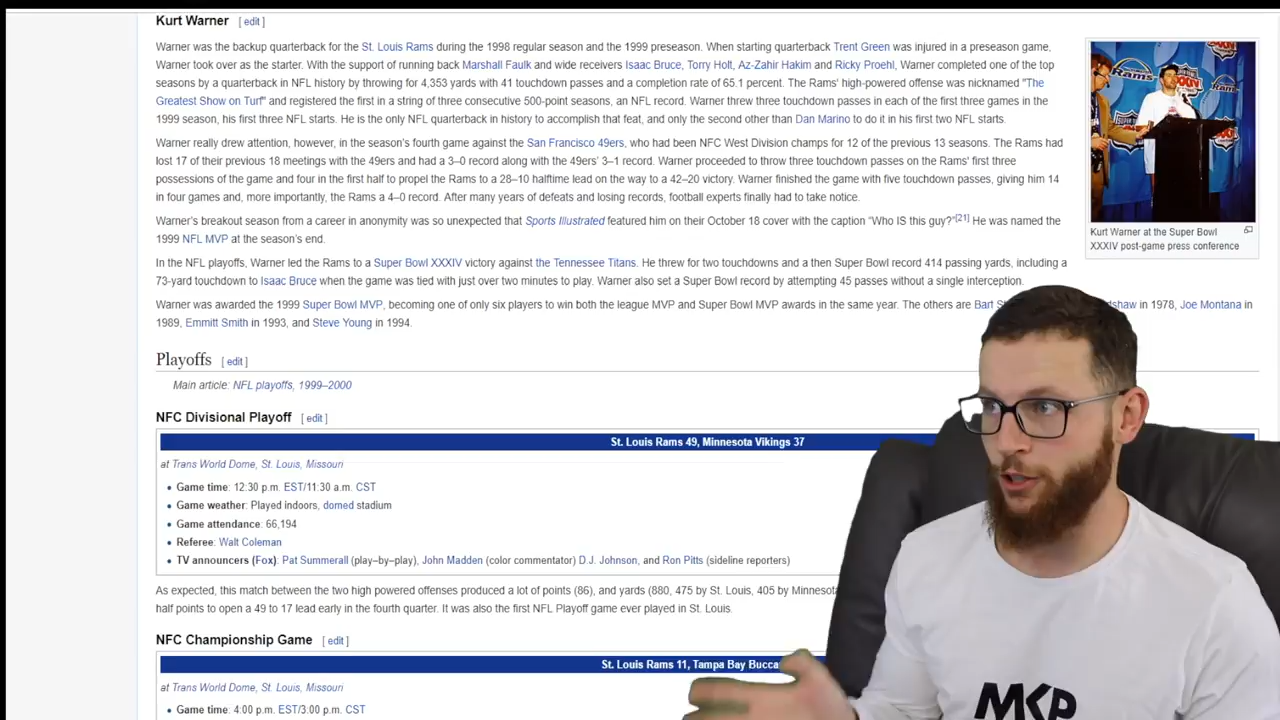 Kurt Warner [ edit ]
Warner was the backup quarterback for the St. Louis Rams during the 1998 regular season and the 1999 preseason. When starting quarterback Trent Green was injured in a preseason game,
Warner took over as the starter. With the support of running back Marshall Faulk and wide receivers Isaac Bruce, Torry Holt, Az-Zahir Hakim and Ricky Proehl, Warner completed one of the top
seasons by a quarterback in NFL history by throwing for 4,353 yards with 41 touchdown passes and a completion rate of 65.1 percent. The Rams' high-powered offense was nicknamed "The
Greatest Show on Turf" and registered the first in a string of three consecutive 500-point seasons, an NFL record. Warner threw three touchdown passes in each of the first three games in the
1999 season, his first three NFL starts. He is the only NFL quarterback in history to accomplish that feat, and only the second other than Dan Marino to do it in his first two NFL starts.
Warner really drew attention, however, in the season's fourth game against the San Francisco 49ers, who had been NFC West Division champs for 12 of the previous 13 seasons. The Rams had
lost 17 of their previous 18 meetings with the 49ers and had a 3–0 record along with the 49ers' 3–1 record. Warner proceeded to throw three touchdown passes on the Rams' first three
possessions of the game and four in the first half to propel the Rams to a 28–10 halftime lead on the way to a 42–20 victory. Warner finished the game with five touchdown passes, giving him 14
in four games and, more importantly, the Rams a 4–0 record. After many years of defeats and losing records, football experts finally had to take notice.
Warner's breakout season from a career in anonymity was so unexpected that Sports Illustrated featured him on their October 18 cover with the caption "Who IS this guy?"[21] He was named the
1999 NFL MVP at the season's end.
In the NFL playoffs, Warner led the Rams to a Super Bowl XXXIV victory against the Tennessee Titans. He threw for two touchdowns and a then Super Bowl record 414 passing yards, including a
73-yard touchdown to Isaac Bruce when the game was tied with just over two minutes to play. Warner also set a Super Bowl record by attempting 45 passes without a single interception.
Warner was awarded the 1999 Super Bowl MVP, becoming one of only six players to win both the league MVP and Super Bowl MVP awards in the same year. The others are Bart St dshaw in 1978, Joe Montana in
1989, Emmitt Smith in 1993, and Steve Young in 1994.
Rams
Rams
XXXIV
Kurt Warner at the Super Bowl
XXXIV post-game press conference
Playoffs [ edit ]
Main article: NFL playoffs, 1999–2000
NFC Divisional Playoff [ edit ]
St. Louis Rams 49, Minnesota Vikings 37
at Trans World Dome, St. Louis, Missouri
• Game time: 12:30 p.m. EST/11:30 a.m. CST
• Game weather: Played indoors, domed stadium
• Game attendance: 66,194
• Referee: Walt Coleman
• TV announcers (Fox): Pat Summerall (play–by–play), John Madden (color commentator) D.J. Johnson, and Ron Pitts (sideline reporters)
As expected, this match between the two high powered offenses produced a lot of points (86), and yards (880, 475 by St. Louis, 405 by Minnesota
half points to open a 49 to 17 lead early in the fourth quarter. It was also the first NFL Playoff game ever played in St. Louis.
NFC Championship Game [ edit ]
St. Louis Rams 11, Tampa Bay Bucca
at Trans World Dome, St. Louis, Missouri
• Game time: 4:00 p.m. EST/3:00 p.m. CST
MKP